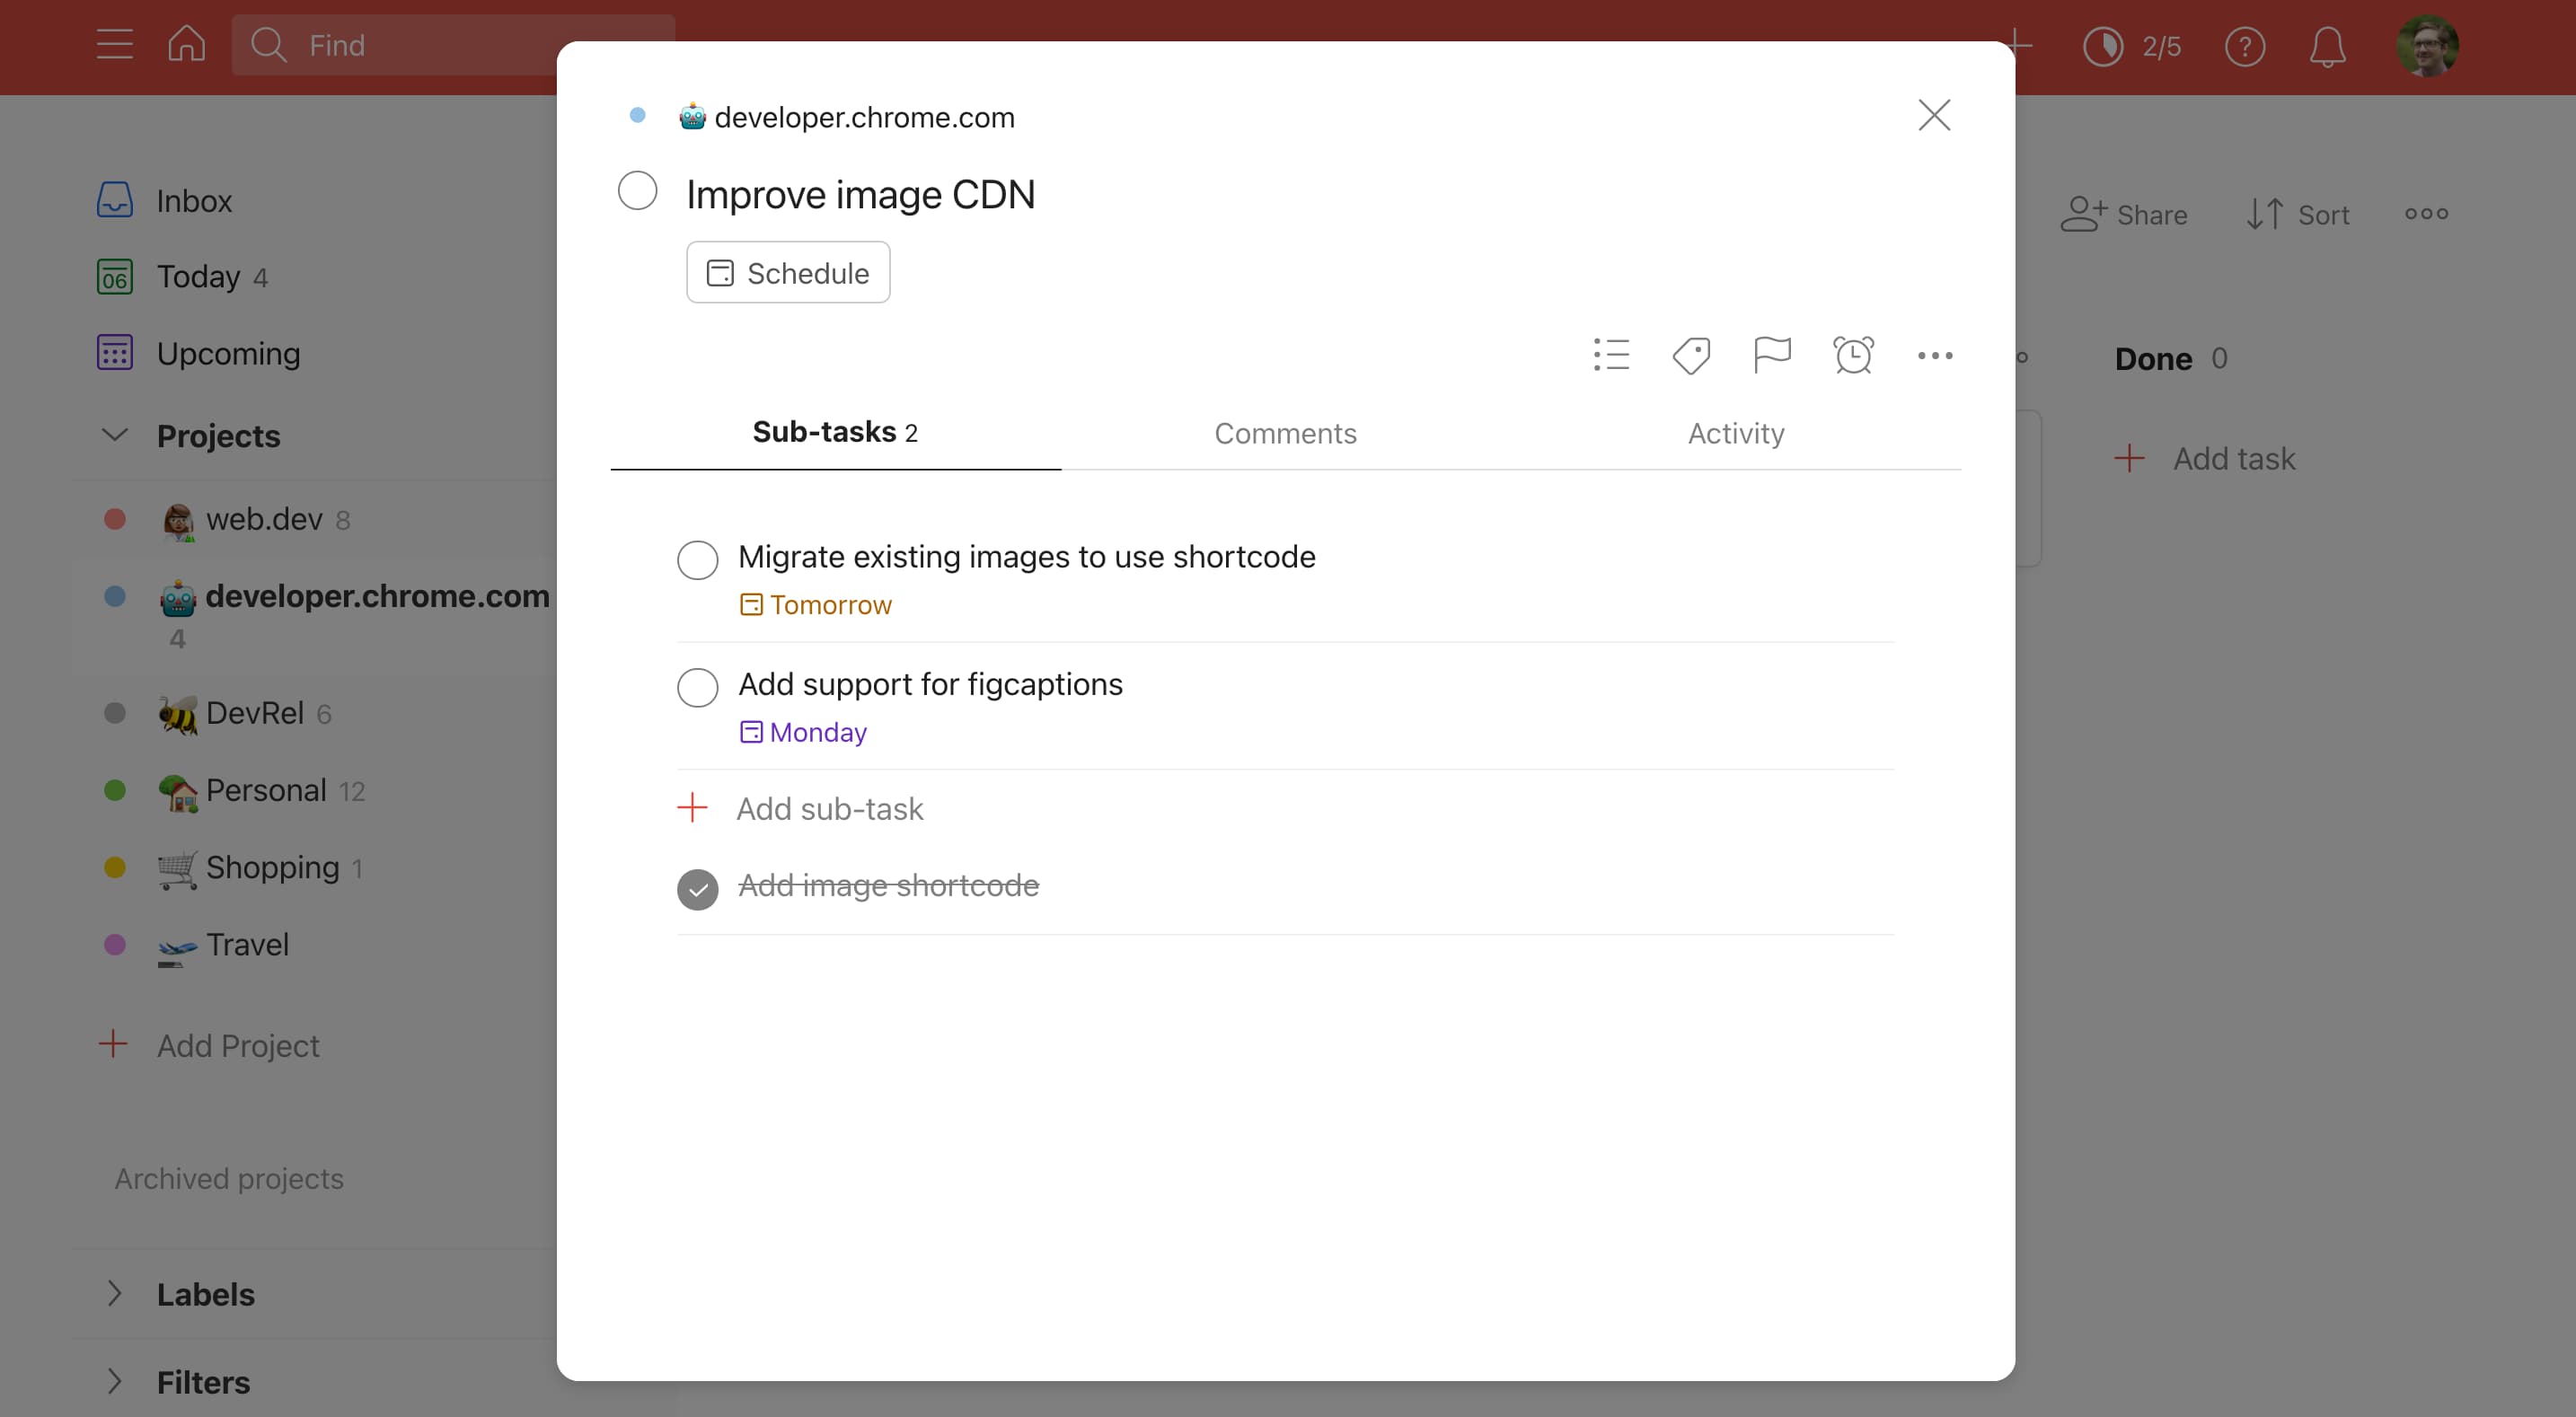 Find
2/5
Inbox
06
Today 4
Upcoming
Projects
web.dev 8
developer.chrome.com
4
DevRel 6
Personal 12
Shopping 1
Travel
Add Project
Archived projects
Labels
Filters
developer.chrome.com
Improve image CDN
Schedule
Sub-tasks 2
Comments
Activity
Migrate existing images to use shortcode
Tomorrow
Add support for figcaptions
Monday
Add sub-task
Add image shortcode
Share
Sort
Done 0
Add task